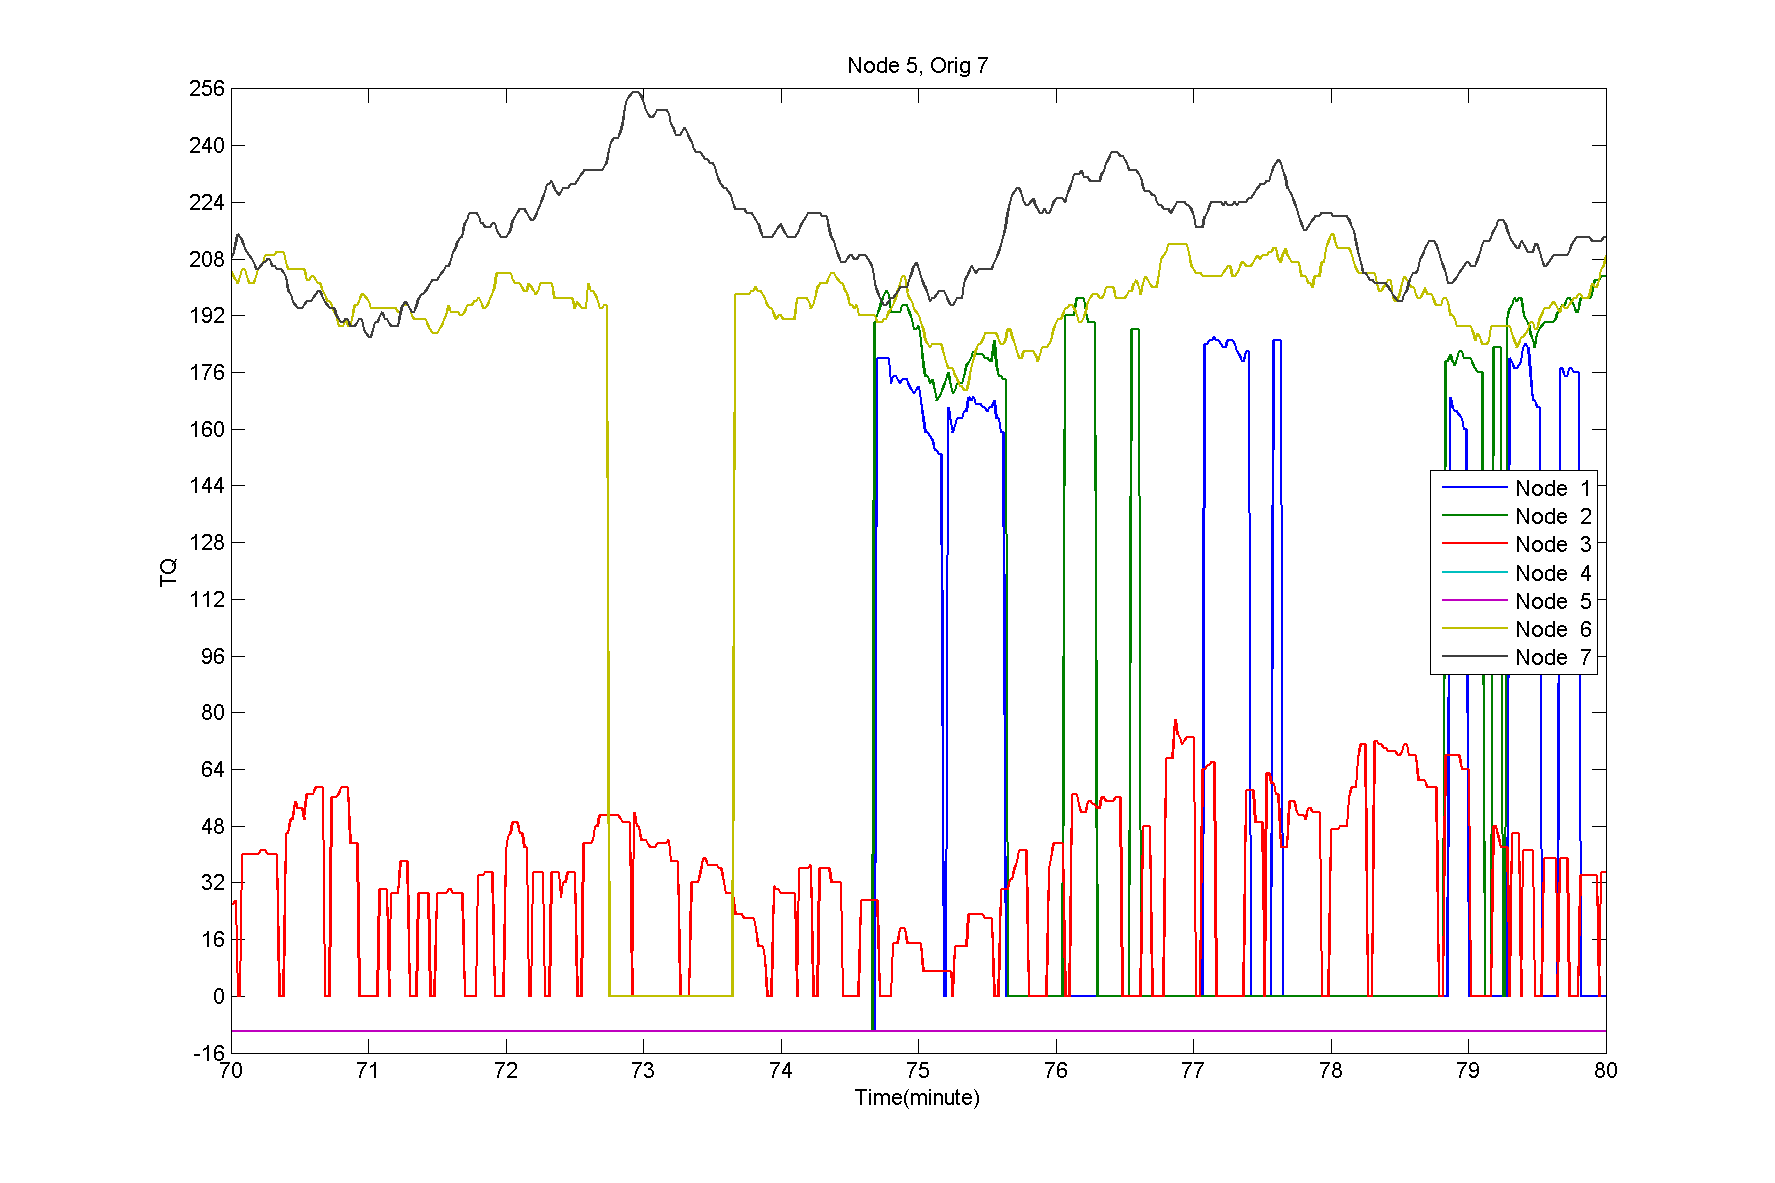 Node 5, Orig 7
256
240
224
208
192
176
160
144
128
112
96
80
64
48
32
16
0
-16
TQ
Node 1
Node 2
Node 3
Node 4
Node 5
Node 6
Node 7
70 71 72 73 74 75 76 77 78 79 80
Time(minute)